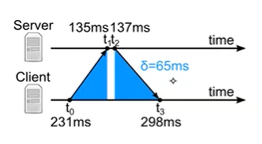 Server
135ms 137ms
time
t1 t2
δ=65ms
Client
time
t0
t3
231ms
298ms